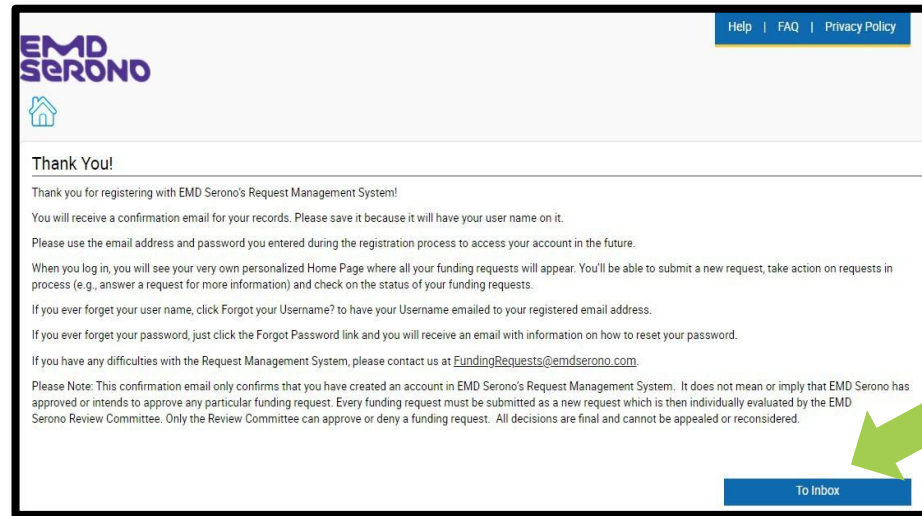 Help | FAQ | Privacy Policy
EMD
SERONO
Thank You!
Thank you for registering with EMD Serono's Request Management System!
You will receive a confirmation email for your records. Please save it because it will have your user name on it.
Please use the email address and password you entered during the registration process to access your account in the future.
When you log in, you will see your very own personalized Home Page where all your funding requests will appear. You'll be able to submit a new request, take action on requests in
process (e.g., answer a request for more information) and check on the status of your funding requests.
If you ever forget your user name, click Forgot your Username? to have your Username emailed to your registered email address.
If you ever forget your password, just click the Forgot Password link and you will receive an email with information on how to reset your password.
If you have any difficulties with the Request Management System, please contact us at FundingRequests@emdserono.com.
Please Note: This confirmation email only confirms that you have created an account in EMD Serono's Request Management System. It does not mean or imply that EMD Serono has
approved or intends to approve any particular funding request. Every funding request must be submitted as a new request which is then individually evaluated by the EMD
Serono Review Committee. Only the Review Committee can approve or deny a funding request. All decisions are final and cannot be appealed or reconsidered.
To Inbox